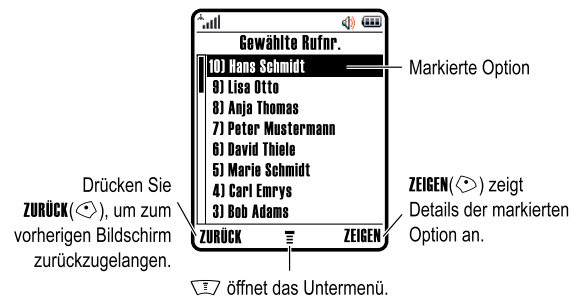 Gewählte Rufnr.
10) Hans Schmidt
9) Lisa Otto
8) Anja Thomas
7) Peter Mustermann
6) David Thiele
5) Marie Schmidt
4) Carl Emrys
3) Bob Adams
ZURÜCK ZEIGEN
Markierte Option
Drücken Sie
ZURÜCK( ), um zum
vorherigen Bildschirm
zurückzugelangen.
ZEIGEN( ) zeigt
Details der markierten
Option an.
öffnet das Untermenü.